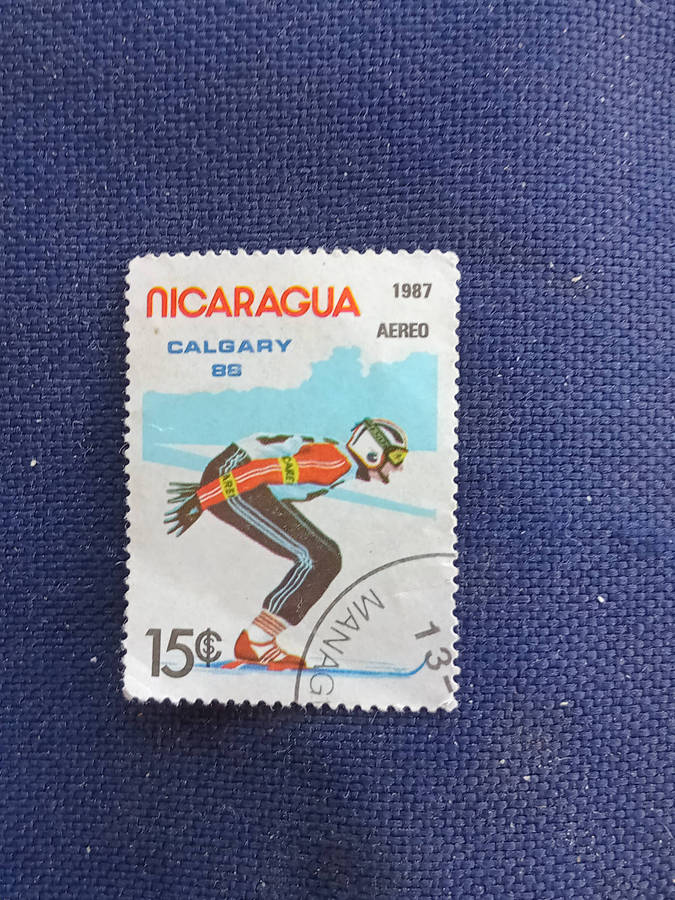 NICARAGUA
1987
AEREO
CALGARY
88
15
MANAG
13-